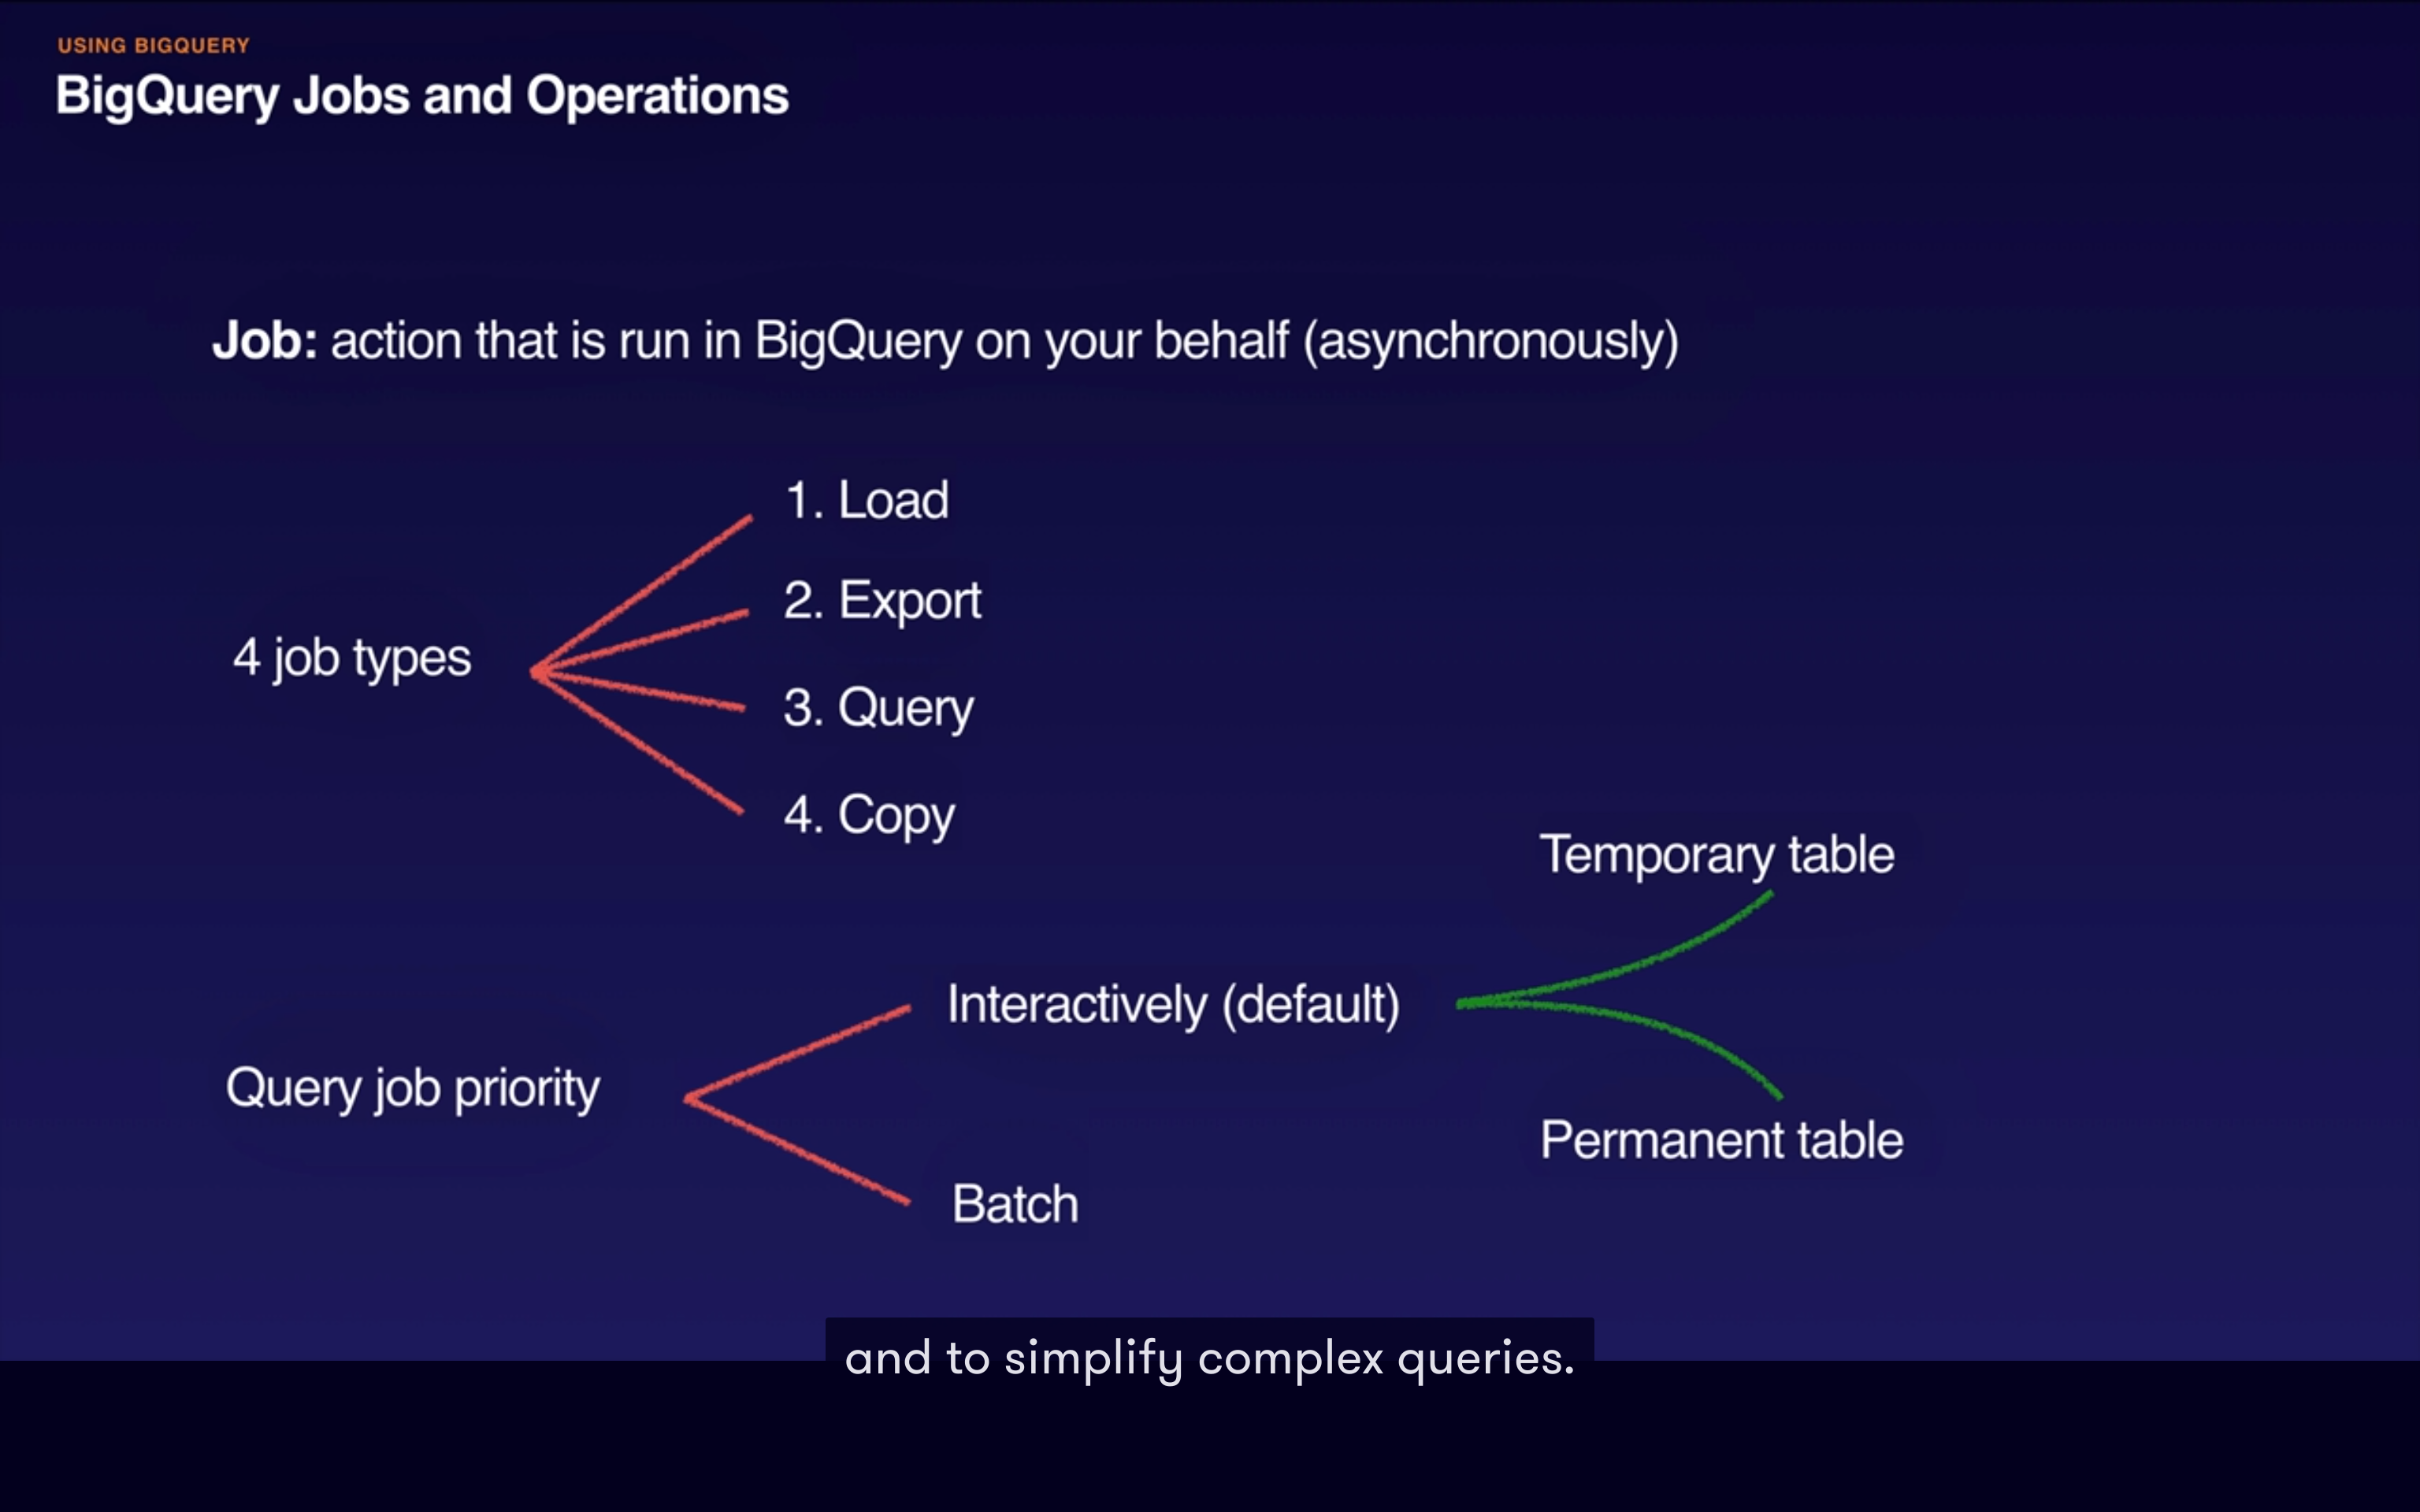 USING BIGQUERY
BigQuery Jobs and Operations
Job: action that is run in BigQuery on your behalf (asynchronously)
4 job types
1. Load
2. Export
3. Query
4. Copy
Query job priority
Interactively (default)
Batch
Temporary table
Permanent table
and to simplify complex queries.